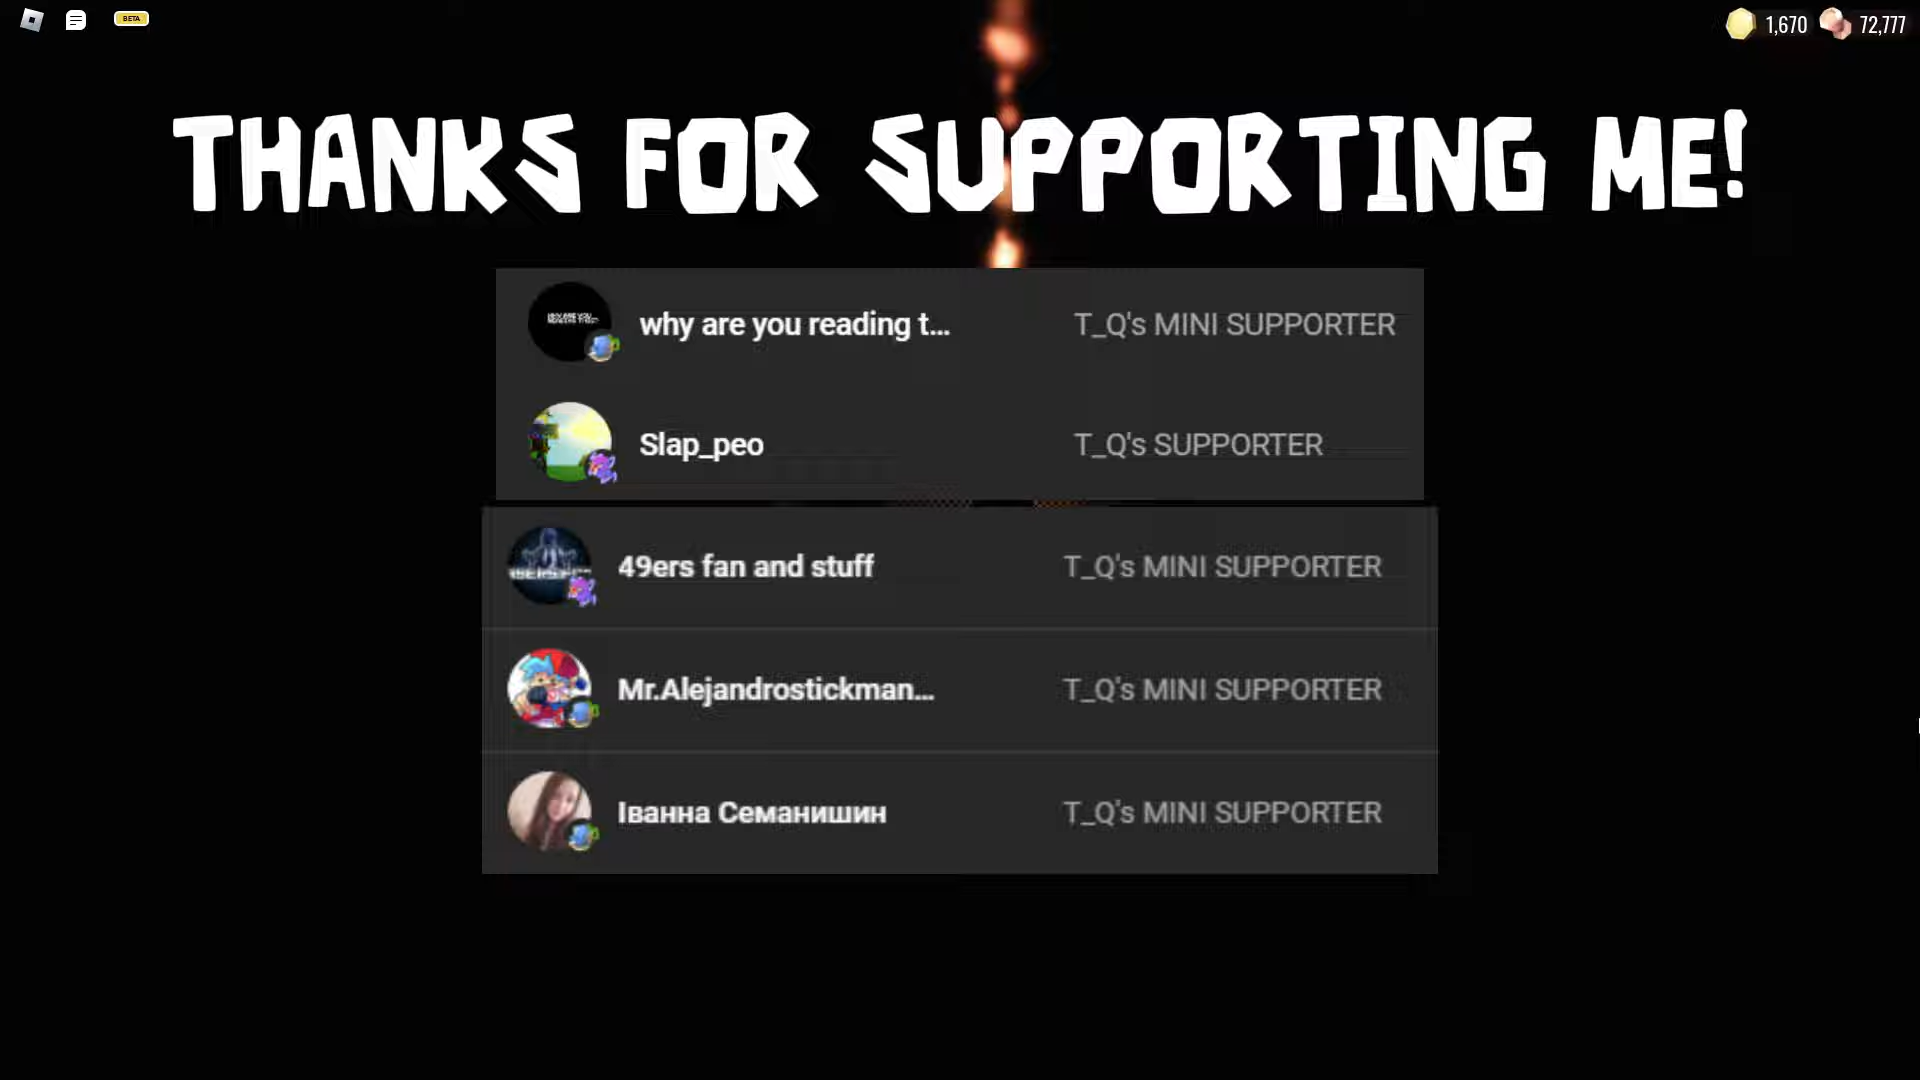 BETA
1,670 72,777
THANKS FOR SUPPORTING ME!
why are you reading t... T_Q's MINI SUPPORTER
Slap_peo T_Q's SUPPORTER
49ers fan and stuff T_Q's MINI SUPPORTER
Mr.Alejandrostickman... T_Q's MINI SUPPORTER
Іванна Семанишин T_Q's MINI SUPPORTER